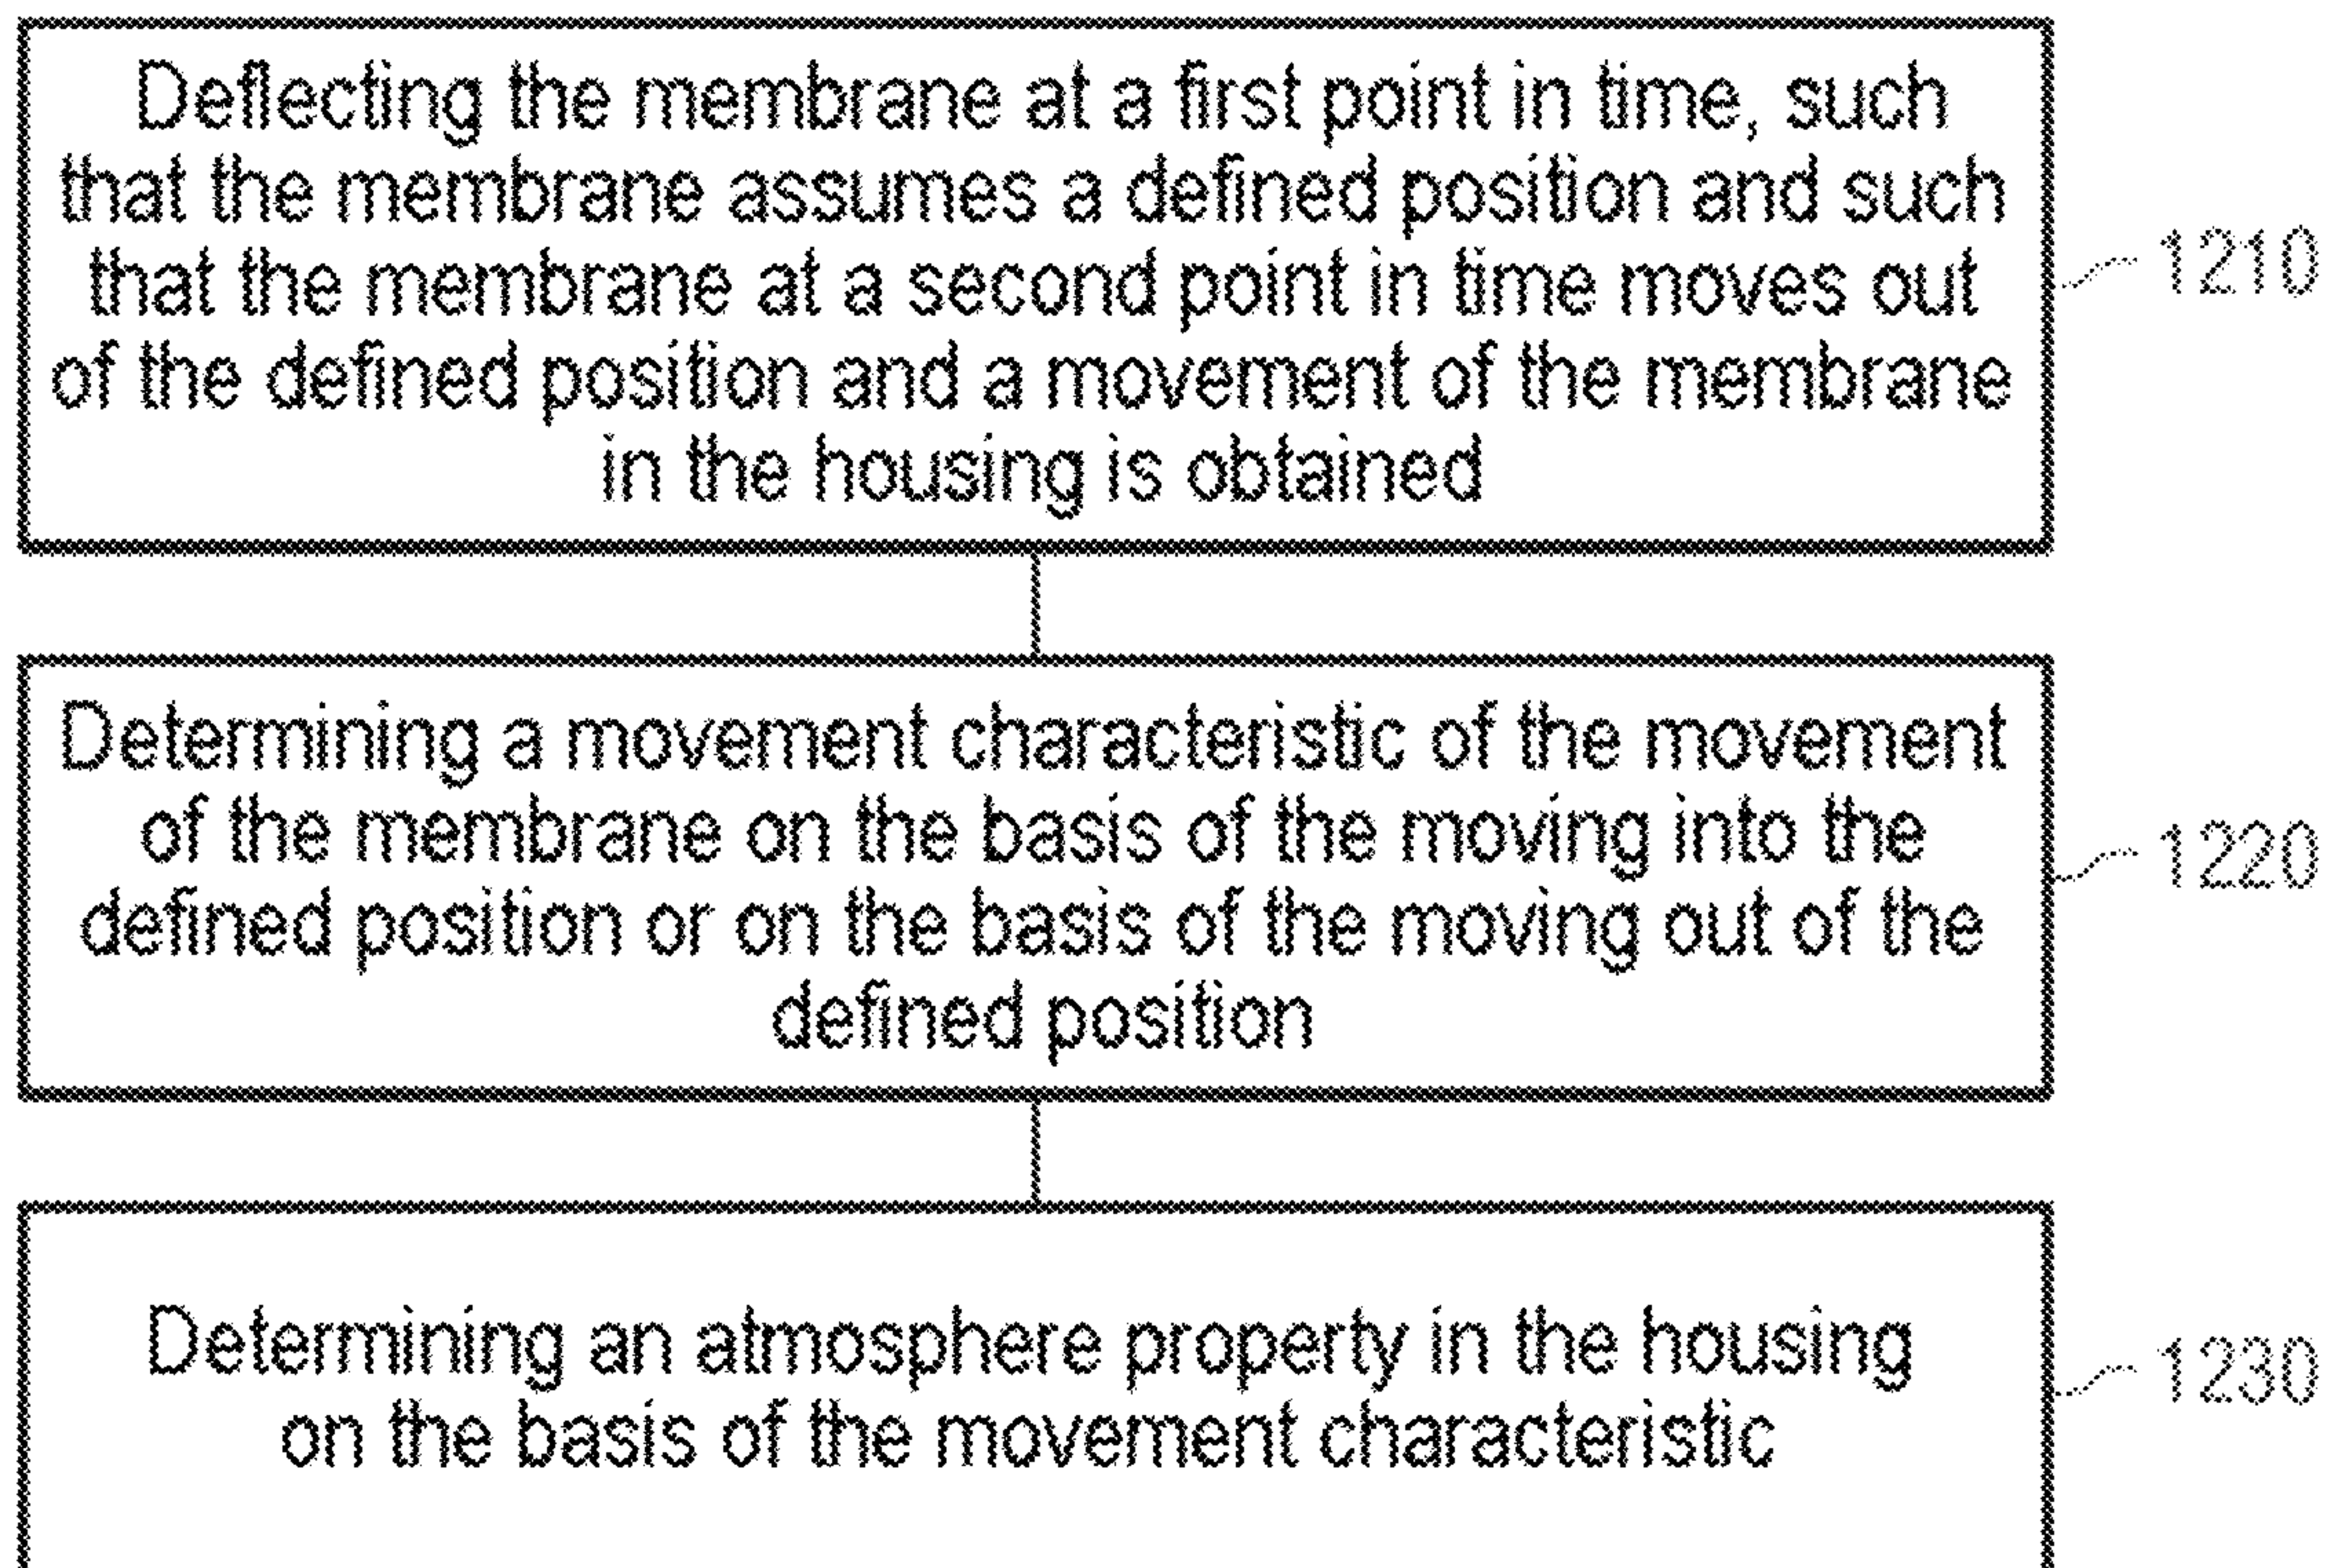 Deflecting the membrane at a first point in time, such
that the membrane assumes a defined position and such
that the membrane at a second point in time moves out
of the defined position and a movement of the membrane
in the housing is obtained
1210
Determining a movement characteristic of the movement
of the membrane on the basis of the moving into the
defined position or on the basis of the moving out of the
defined position
1220
Determining an atmosphere property in the housing
on the basis of the movement characteristic
1230